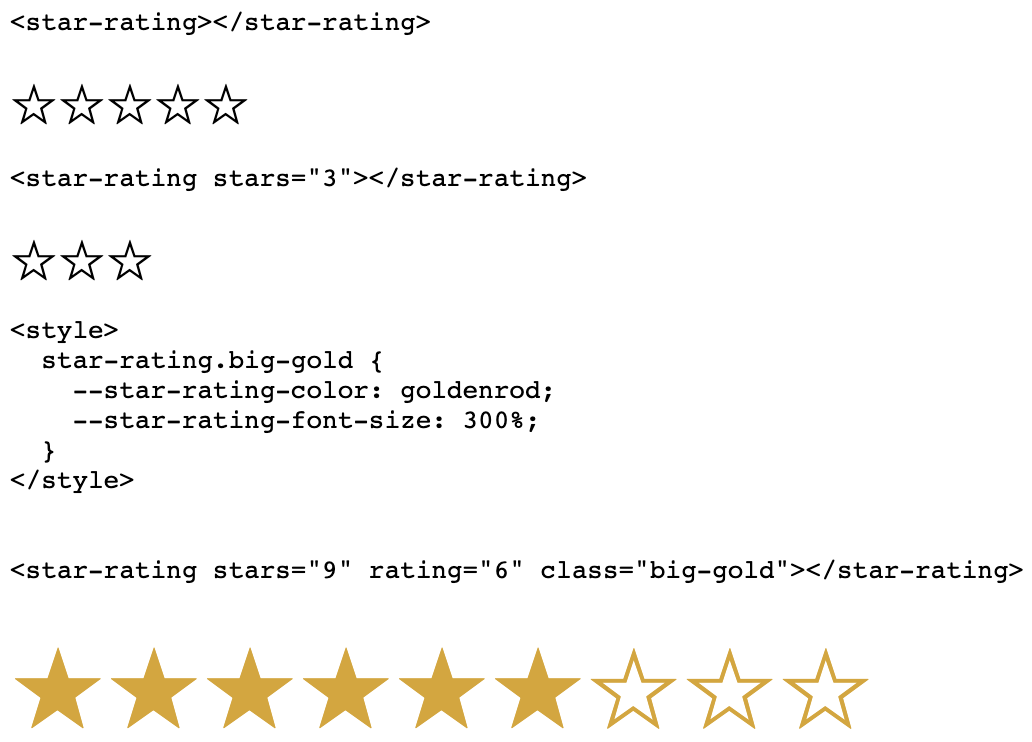 <star-rating></star-rating>
☆☆☆☆☆
<star-rating stars="3"></star-rating>
☆☆☆
<style>
  star-rating.big-gold {
    --star-rating-color: goldenrod;
    --star-rating-font-size: 300%;
  }
</style>
<star-rating stars="9" rating="6" class="big-gold"></star-rating>
★★★★★★☆☆☆